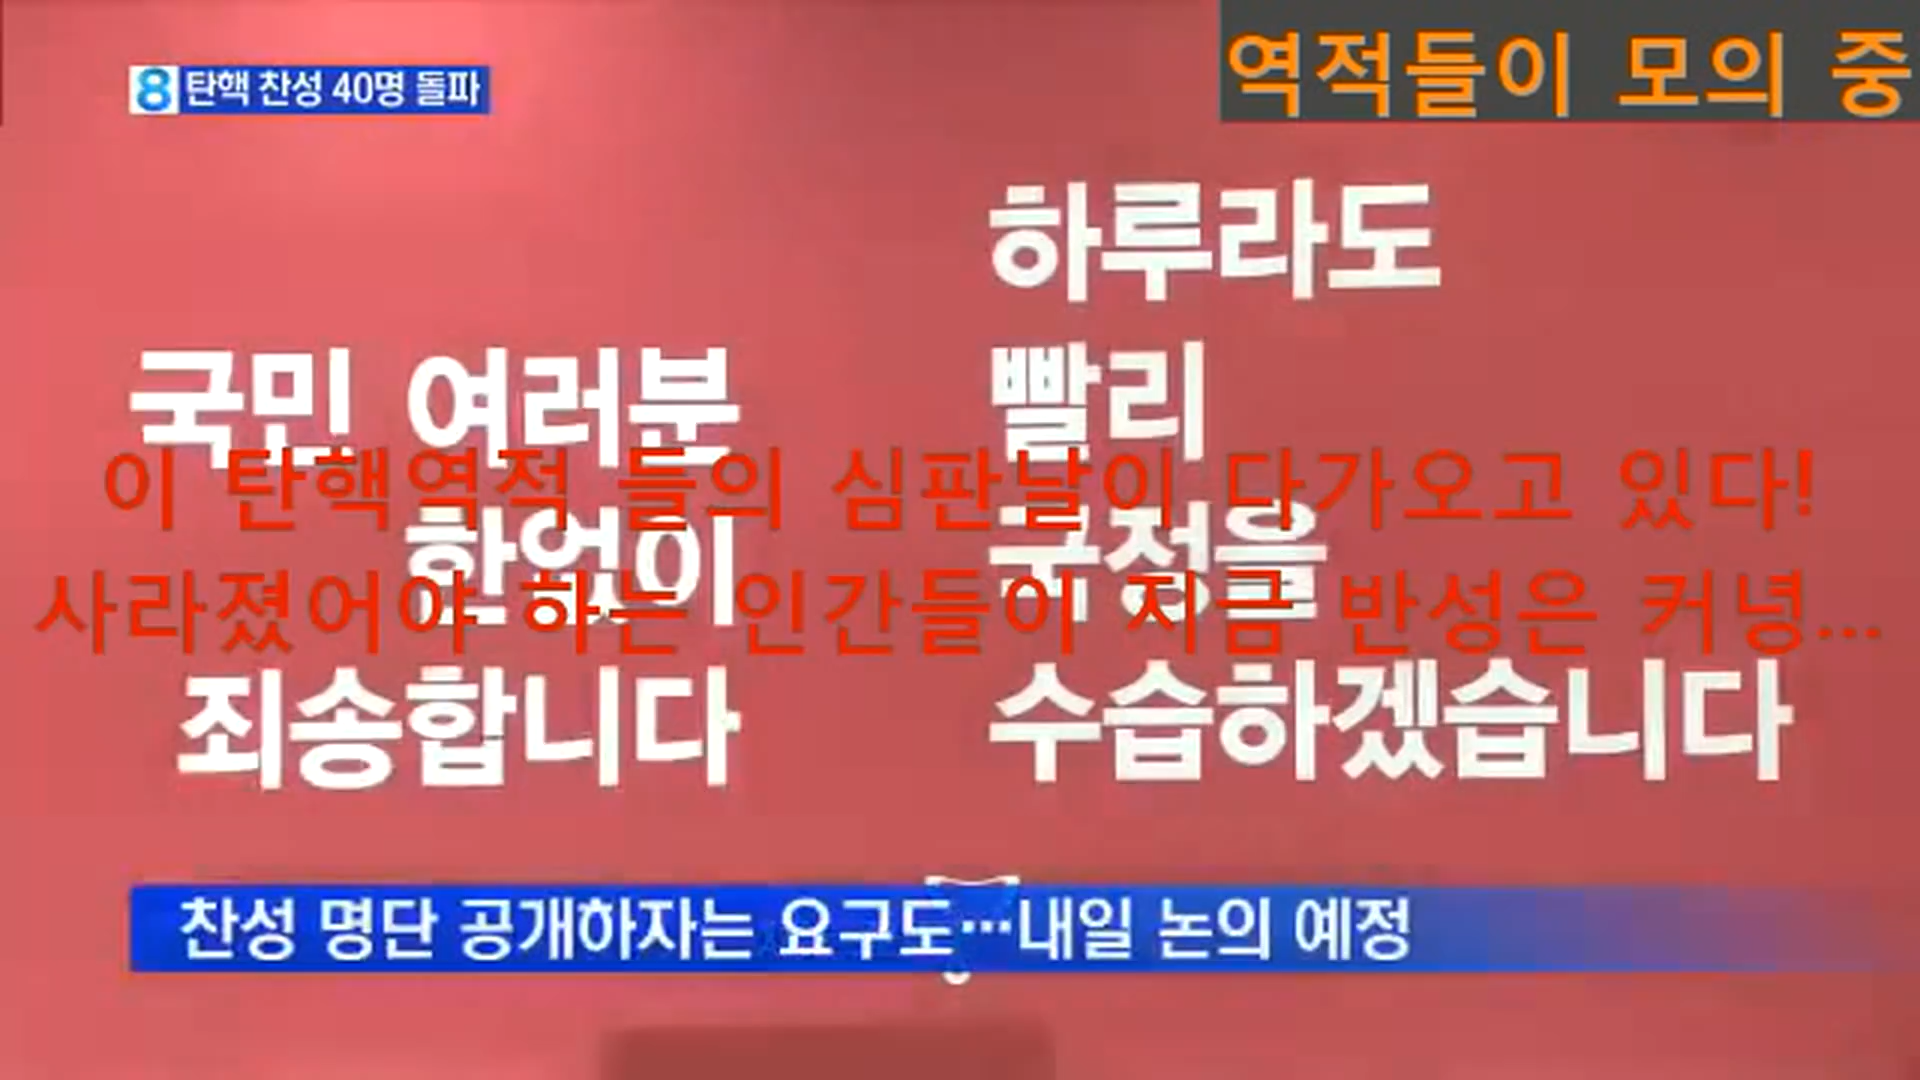 8 탄핵 찬성 40명 돌파
역적들이 모의 중
국민 여러분
한없이
죄송합니다
하루라도
빨리
국정을
수습하겠습니다
이 탄핵역적 들의 심판날이 다가오고 있다!
사라졌어야 하는 인간들이 지금 반성은 커녕...
찬성 명단 공개하자는 요구도…내일 논의 예정